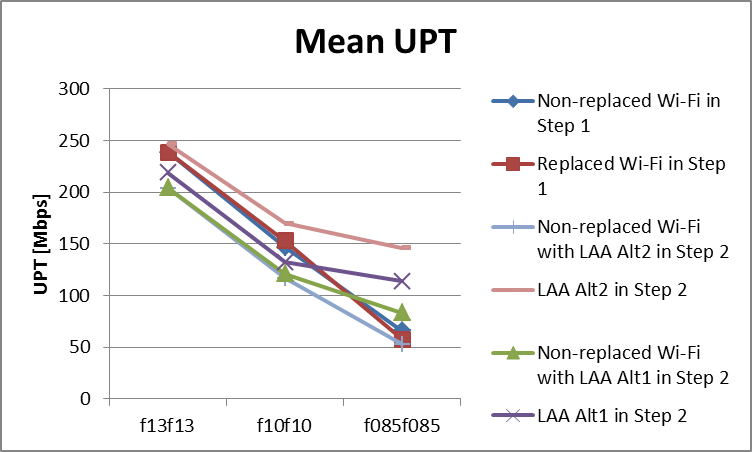 Mean UPT
UPT [Mbps]
300
250
200
150
100
50
0
f13f13
f10f10
f085f085
Non-replaced Wi-Fi in
Step 1
Replaced Wi-Fi in Step
1
Non-replaced Wi-Fi
with LAA Alt2 in Step 2
LAA Alt2 in Step 2
Non-replaced Wi-Fi
with LAA Alt1 in Step 2
LAA Alt1 in Step 2